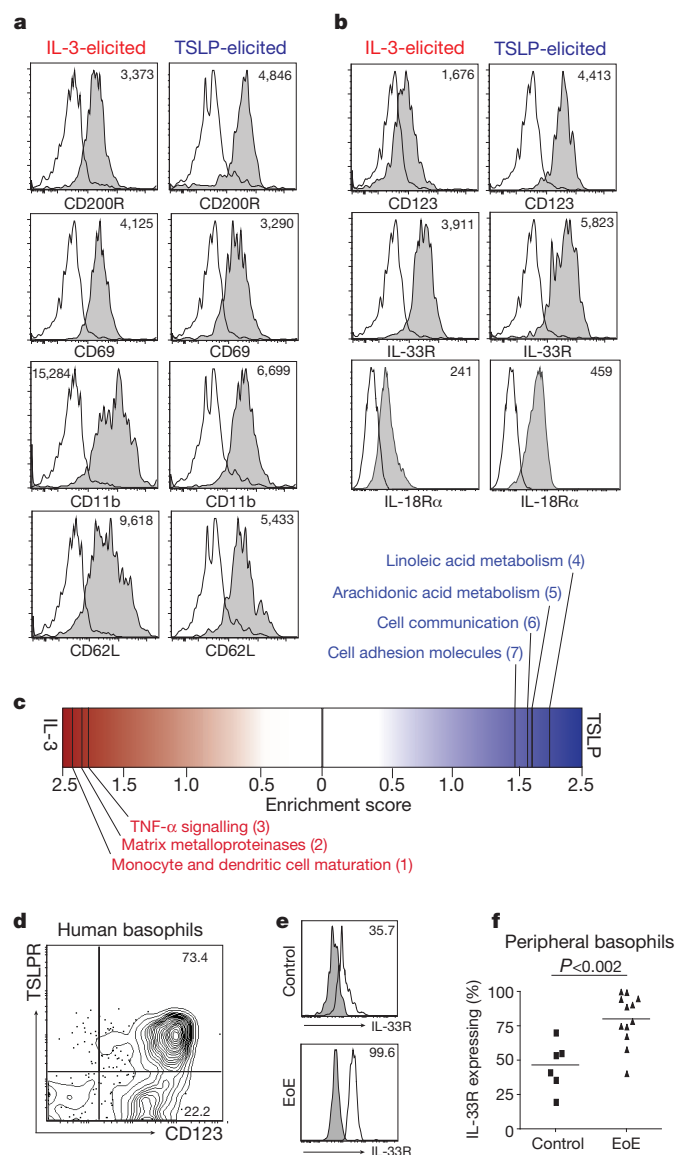 a
IL-3-elicited TSLP-elicited
3,373 4,846
CD200R CD200R
4,125 3,290
CD69 CD69
15,284 6,699
CD11b CD11b
9,618 5,433
CD62L CD62L
b
IL-3-elicited TSLP-elicited
1,676 4,413
CD123 CD123
3,911 5,823
IL-33R IL-33R
241 459
IL-18Rα IL-18Rα
Linoleic acid metabolism (4)
Arachidonic acid metabolism (5)
Cell communication (6)
Cell adhesion molecules (7)
c
IL-3 TSLP
2.5 1.5 1.0 0.5 0 0.5 1.0 1.5 2.5
Enrichment score
TNF-α signalling (3)
Matrix metalloproteinases (2)
Monocyte and dendritic cell maturation (1)
d
Human basophils
TSLPR
73.4
22.2
CD123
e
Control
35.7
IL-33R
EoE
99.6
IL-33R
f
Peripheral basophils
P<0.002
IL-33R expressing (%)
100
75
50
25
0
Control EoE